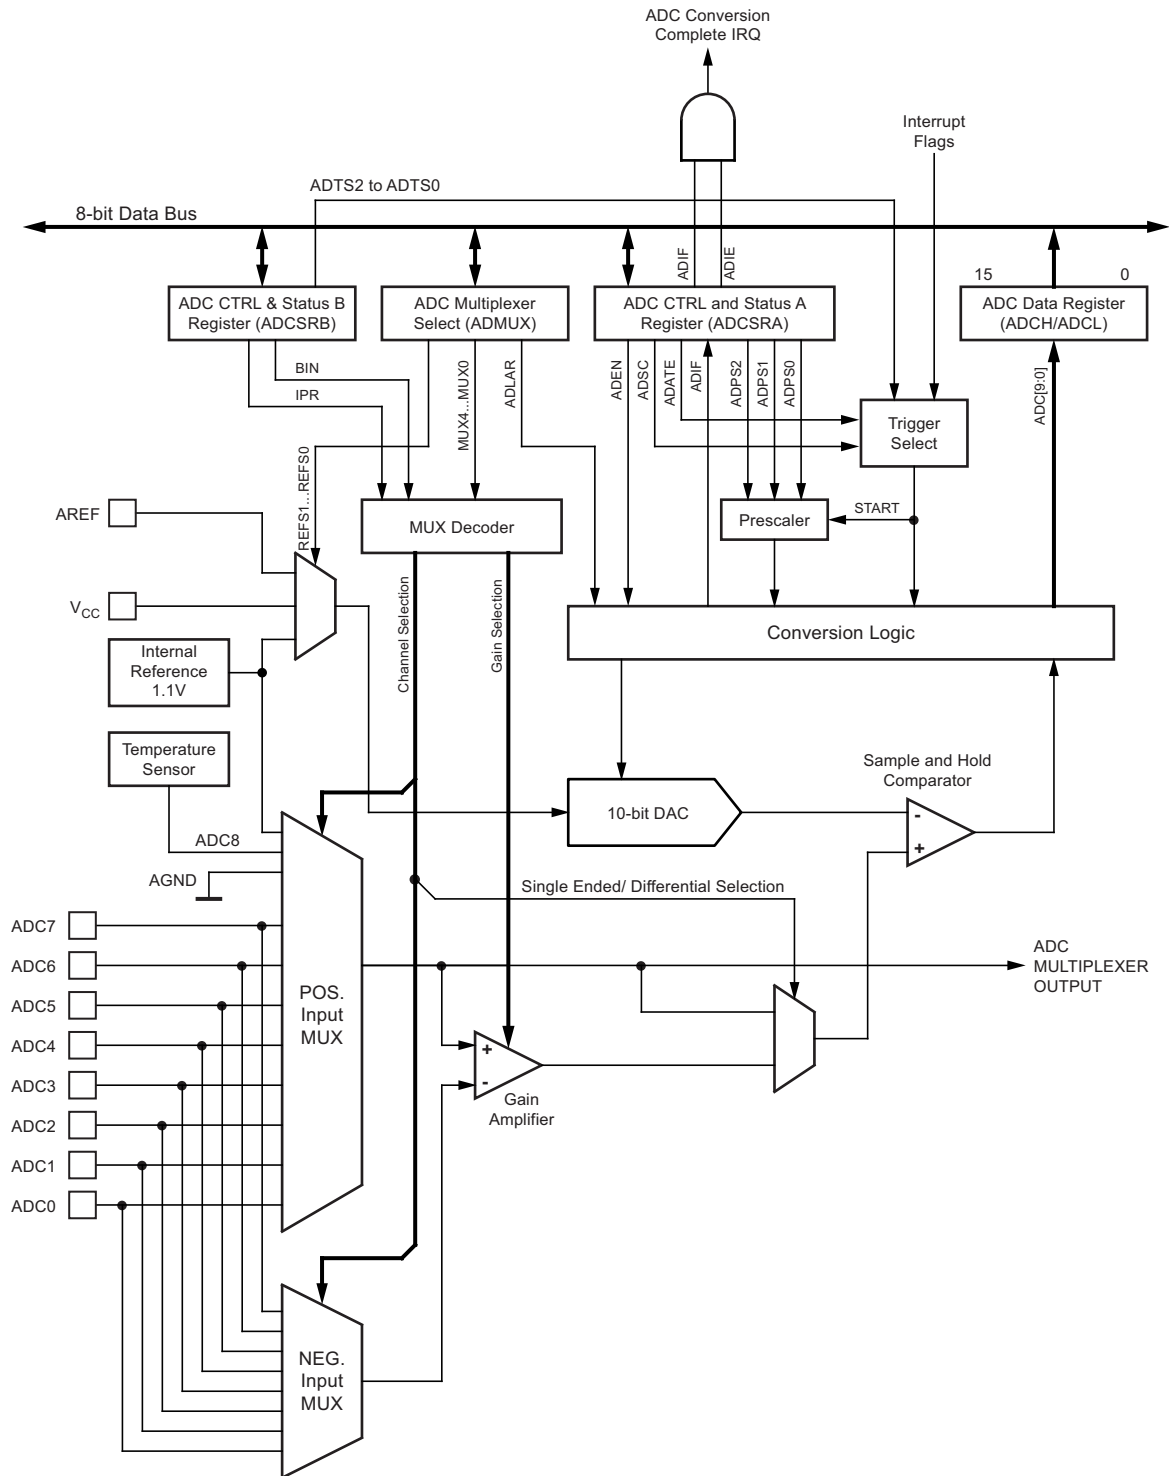 ADC Conversion
Complete IRQ
Interrupt
Flags
ADTS2 to ADTS0
8-bit Data Bus
ADIF
ADIE
15
0
ADC CTRL & Status B
Register (ADCSRB)
ADC Multiplexer
Select (ADMUX)
ADC CTRL and Status A
Register (ADCSRA)
ADC Data Register
(ADCH/ADCL)
BIN
IPR
REFS1...REFS0
MUX4...MUX0
ADLAR
ADEN
ADSC
ADATE
ADIF
ADPS2
ADPS1
ADPS0
ADC[9:0]
Trigger
Select
AREF
MUX Decoder
Prescaler
START
VCC
Channel Selection
Gain Selection
Conversion Logic
Internal
Reference
1.1V
Temperature
Sensor
Sample and Hold
Comparator
10-bit DAC
-
+
ADC8
AGND
Single Ended/ Differential Selection
ADC7
ADC6
ADC5
ADC4
ADC3
ADC2
ADC1
ADC0
POS.
Input
MUX
ADC
MULTIPLEXER
OUTPUT
+
-
Gain
Amplifier
NEG.
Input
MUX